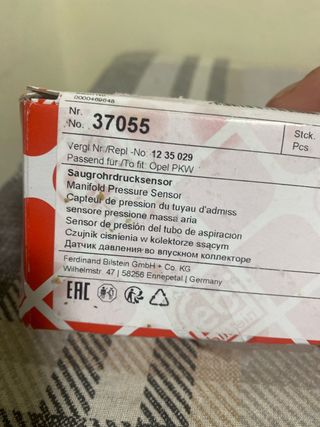 0000469648
Nr.
No. 37055
Stck.
Pcs
Vergl Nr./Repl -No 12 35 029
Passend für /To fit: Opel PKW
Saugrohrdrucksensor
Manifold Pressure Sensor
Capteur de pression du tuyau d'admiss
sensore pressione massa aria
Sensor de presión del tubo de aspiracion
Czujnik cisnienia w kolektorze ssącym
Датчик давления во впускном коллекторе
Ferdinand Bilstein GmbH + Co. KG
Wilhelmstr. 47 | 58256 Ennepetal | Germany
EAC